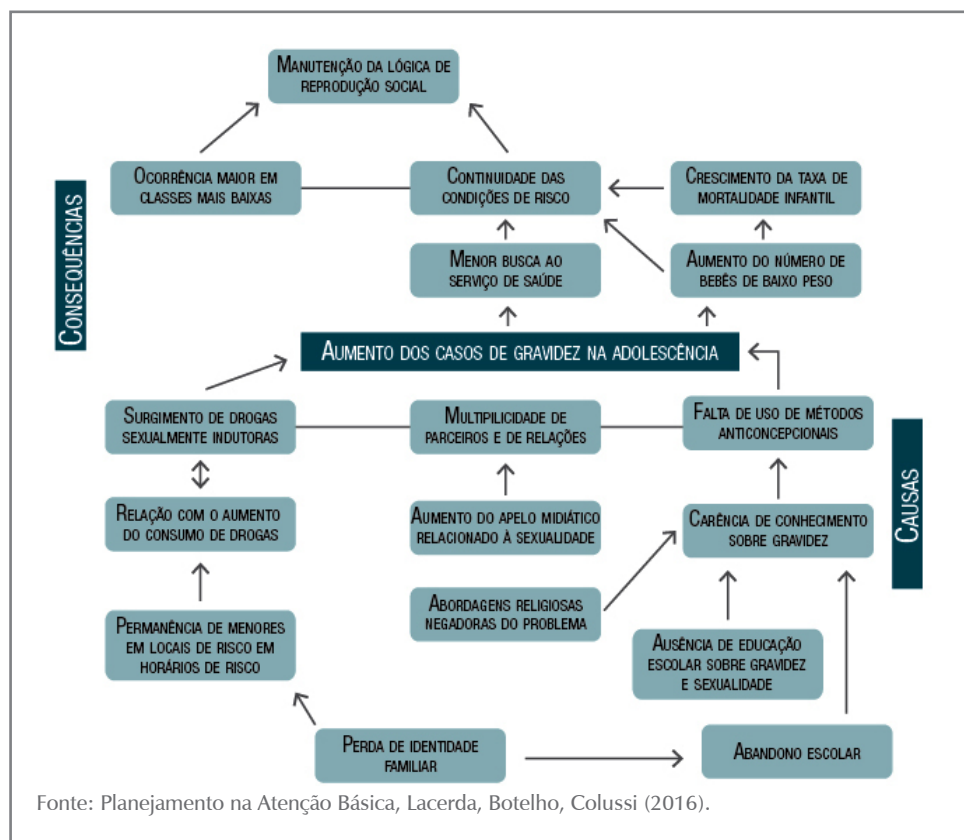 MANUTENÇÃO DA LÓGICA DE
REPRODUÇÃO SOCIAL
OCORRÊNCIA MAIOR EM
CLASSES MAIS BAIXAS
CONTINUIDADE DAS
CONDIÇÕES DE RISCO
CRESCIMENTO DA TAXA DE
MORTALIDADE INFANTIL
CONSEQUÊNCIAS
MENOR BUSCA AO
SERVIÇO DE SAÚDE
AUMENTO DO NÚMERO DE
BEBÊS DE BAIXO PESO
AUMENTO DOS CASOS DE GRAVIDEZ NA ADOLESCÊNCIA
SURGIMENTO DE DROGAS
SEXUALMENTE INDUTORAS
MULTIPILICIDADE DE
PARCEIROS E DE RELAÇÕES
FALTA DE USO DE MÉTODOS
ANTICONCEPCIONAIS
CAUSAS
RELAÇÃO COM O AUMENTO
DO CONSUMO DE DROGAS
AUMENTO DO APELO MIDIÁTICO
RELACIONADO À SEXUALIDADE
CARÊNCIA DE CONHECIMENTO
SOBRE GRAVIDEZ
PERMANÊNCIA DE MENORES
EM LOCAIS DE RISCO EM
HORÁRIOS DE RISCO
ABORDAGENS RELIGIOSAS
NEGADORAS DO PROBLEMA
AUSÊNCIA DE EDUCAÇÃO
ESCOLAR SOBRE GRAVIDEZ
E SEXUALIDADE
PERDA DE IDENTIDADE
FAMILIAR
ABANDONO ESCOLAR
Fonte: Planejamento na Atenção Básica, Lacerda, Botelho, Colussi (2016).